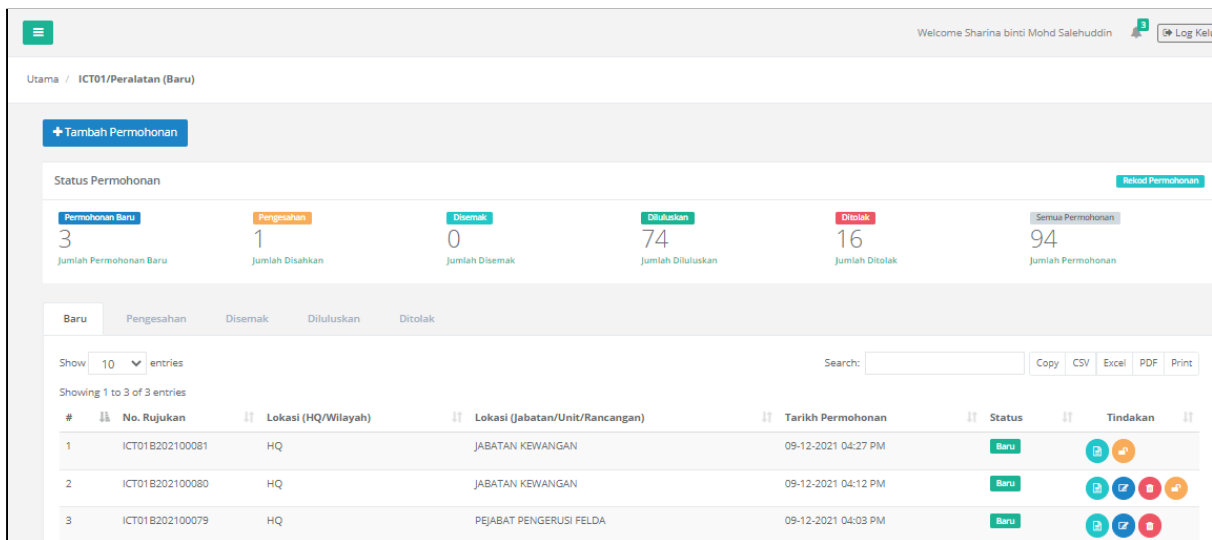 Welcome Sharina binti Mohd Salehuddin 3 Log Kelu
Utama / ICT01/Peralatan (Baru)
Tambah Permohonan
Status Permohonan Rekod Permohonan
Permohonan Baru Pengesahan Disemak Diluluskan Ditolak Semua Permohonan
3 1 0 74 16 94
Jumlah Permohonan Baru Jumlah Disahkan Jumlah Disemak Jumlah Diluluskan Jumlah Ditolak Jumlah Permohonan
Baru Pengesahan Disemak Diluluskan Ditolak
Show 10 entries Search: Copy CSV Excel PDF Print
Showing 1 to 3 of 3 entries
# No. Rujukan Lokasi (HQ/Wilayah) Lokasi (Jabatan/Unit/Rancangan) Tarikh Permohonan Status Tindakan
1 ICT01B202100081 HQ JABATAN KEWANGAN 09-12-2021 04:27 PM Baru
2 ICT01B202100080 HQ JABATAN KEWANGAN 09-12-2021 04:12 PM Baru
3 ICT01B202100079 HQ PEJABAT PENGERUSI FELDA 09-12-2021 04:03 PM Baru